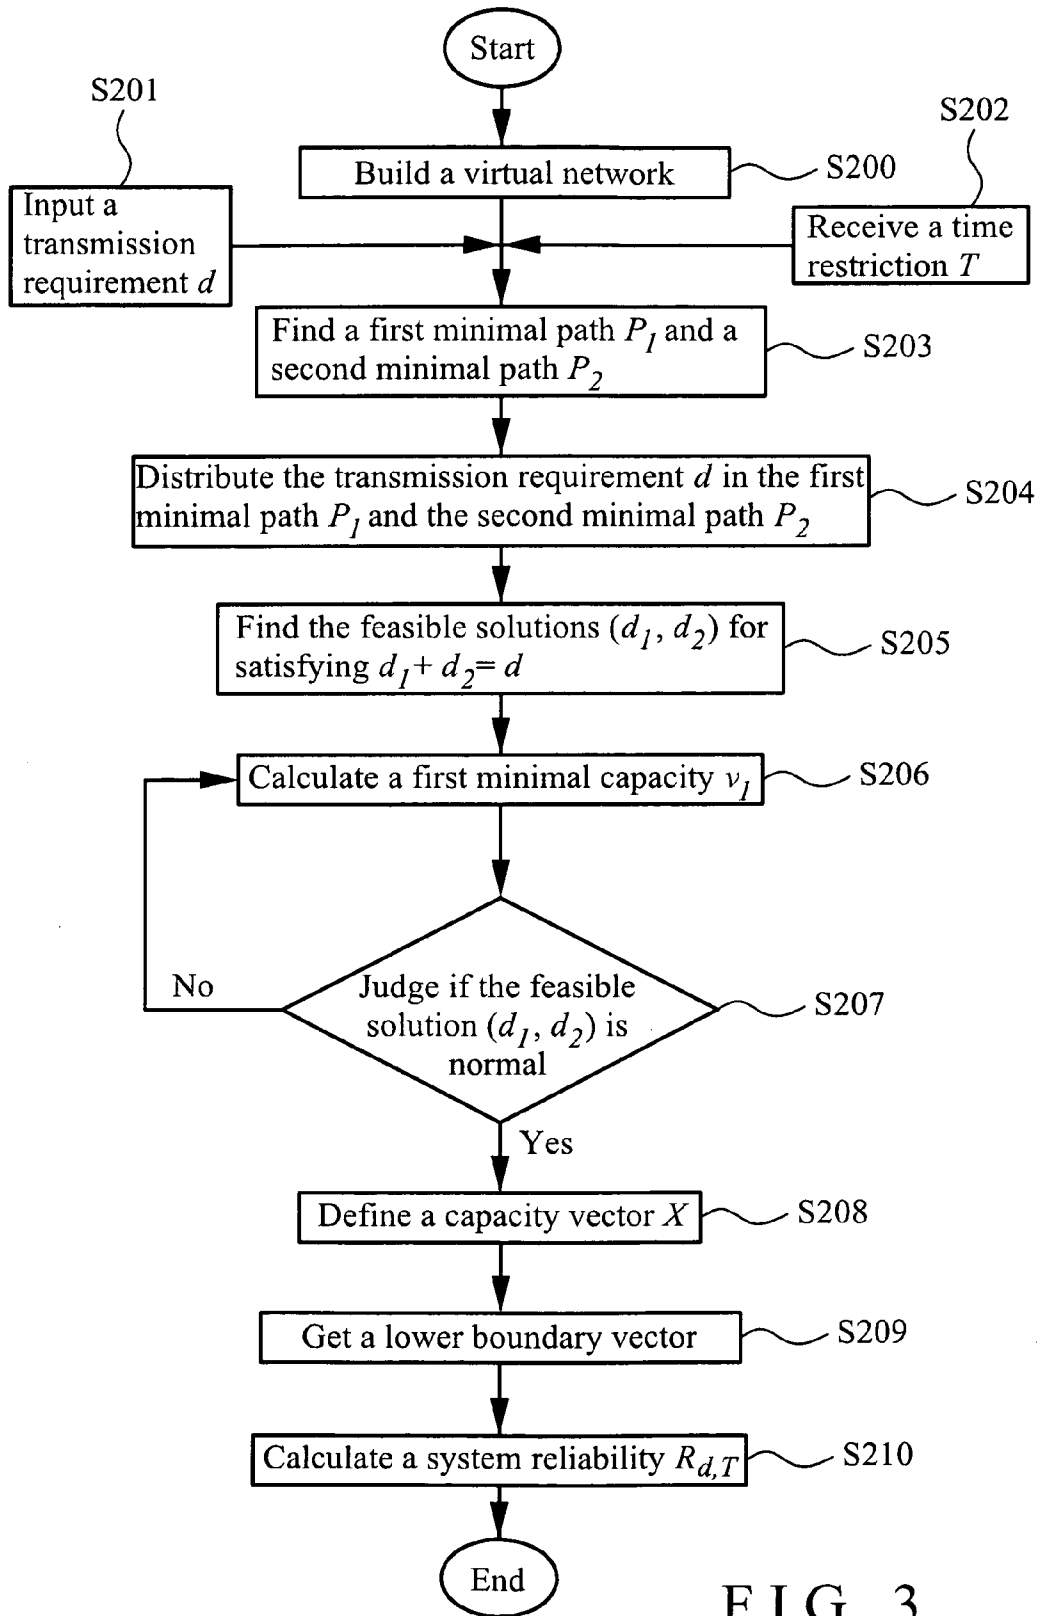 Start
S201
S202
Build a virtual network
S200
Input a
transmission
requirement d
Receive a time
restriction T
Find a first minimal path P1 and a
second minimal path P2
S203
Distribute the transmission requirement d in the first
minimal path P1 and the second minimal path P2
S204
Find the feasible solutions (d1, d2) for
satisfying d1+ d2= d
S205
Calculate a first minimal capacity v1
S206
No
Judge if the feasible
solution (d1, d2) is
normal
S207
Yes
Define a capacity vector X
S208
Get a lower boundary vector
S209
Calculate a system reliability Rd,T
S210
End
FIG. 3